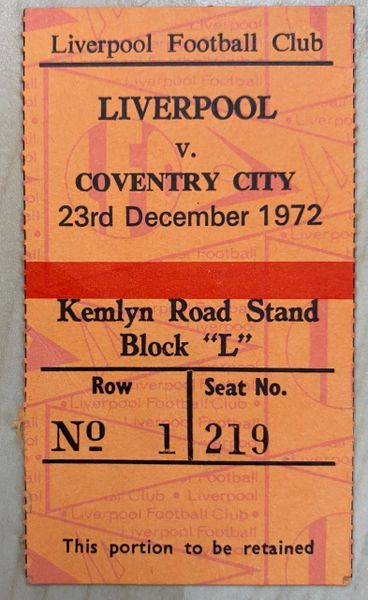 Liverpool Football Club
LIVERPOOL
v.
COVENTRY CITY
23rd December 1972
Kemlyn Road Stand
Block "L"
Row Seat No.
Nº 1 219
This portion to be retained